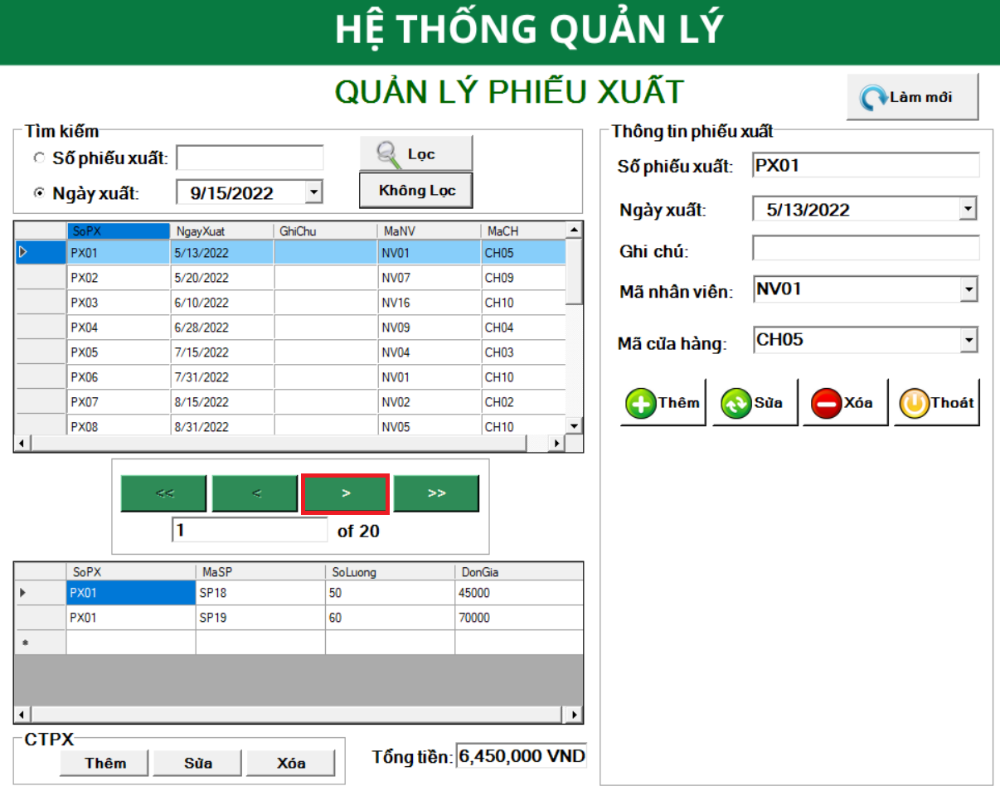 HỆ THỐNG QUẢN LÝ
QUẢN LÝ PHIẾU XUẤT
Làm mới
Tìm kiếm
Số phiếu xuất:
Lọc
Ngày xuất: 9/15/2022
Không Lọc
SoPX NgayXuat GhiChu MaNV MaCH
PX01 5/13/2022 NV01 CH05
PX02 5/20/2022 NV07 CH09
PX03 6/10/2022 NV16 CH10
PX04 6/28/2022 NV09 CH04
PX05 7/15/2022 NV04 CH03
PX06 7/31/2022 NV01 CH10
PX07 8/15/2022 NV02 CH02
PX08 8/31/2022 NV05 CH10
<< < > >>
1 of 20
SoPX MaSP SoLuong DonGia
PX01 SP18 50 45000
PX01 SP19 60 70000
*
CTPX
Thêm Sửa Xóa
Tổng tiền: 6,450,000 VND
Thông tin phiếu xuất
Số phiếu xuất: PX01
Ngày xuất: 5/13/2022
Ghi chú:
Mã nhân viên: NV01
Mã cửa hàng: CH05
Thêm Sửa Xóa Thoát